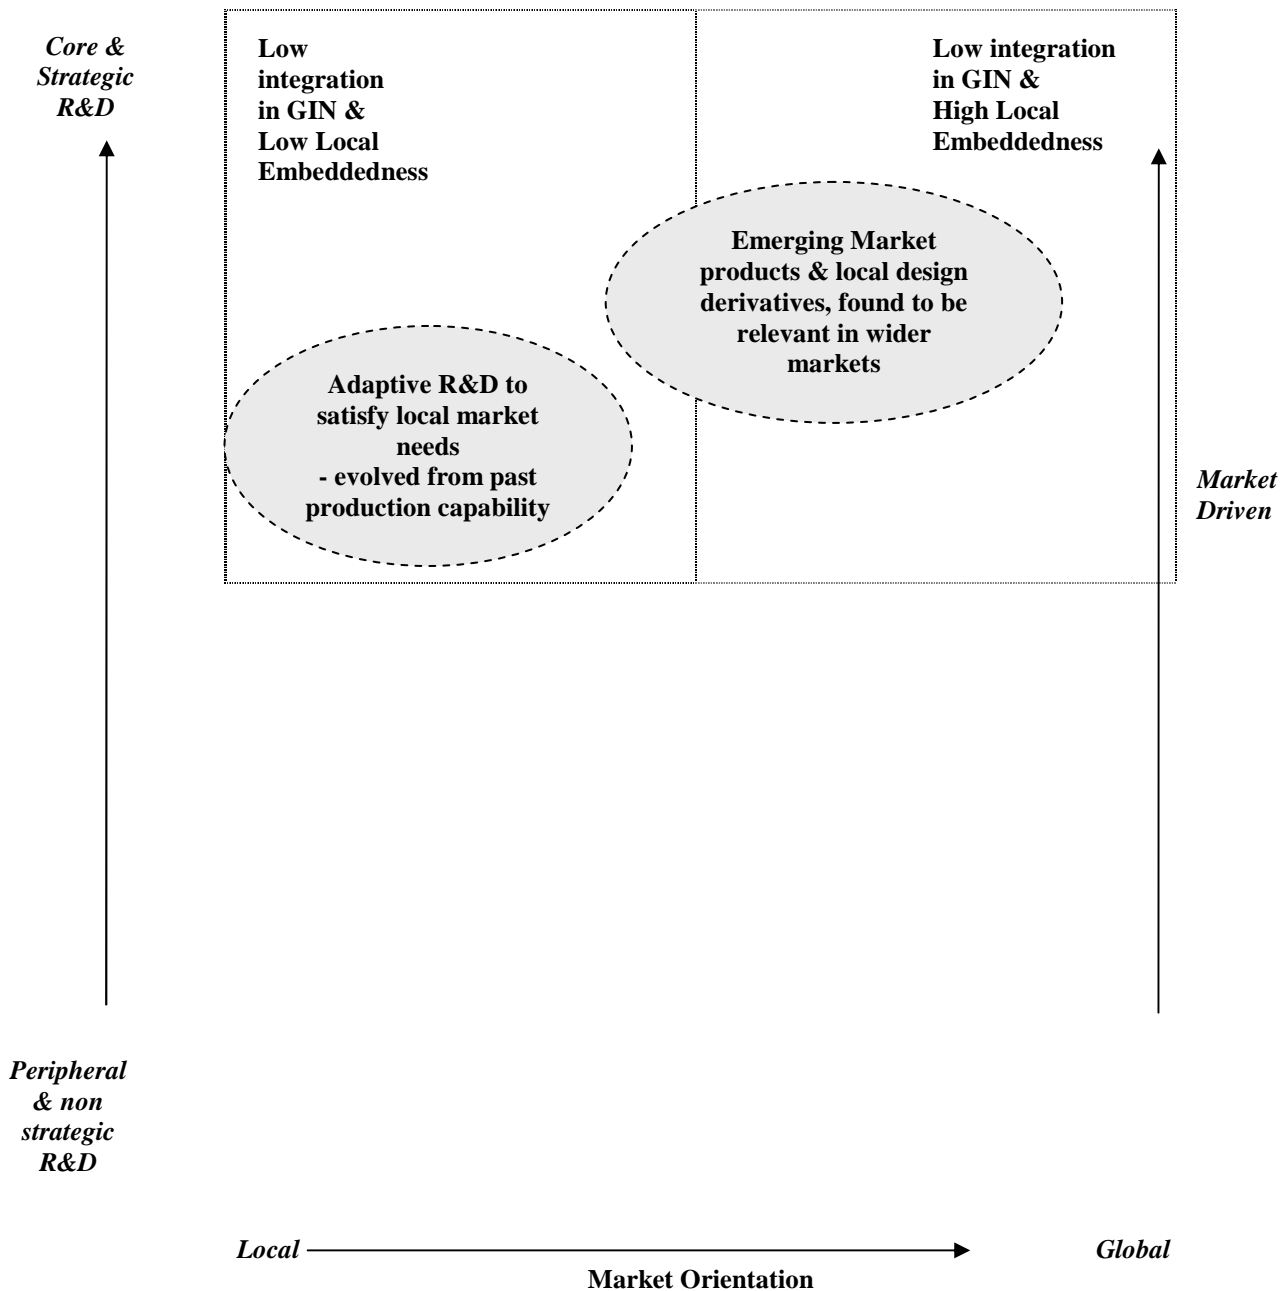 Core &
Strategic
R&D
Low
integration
in GIN &
Low Local
Embeddedness
Low integration
in GIN &
High Local
Embeddedness
Emerging Market
products & local design
derivatives, found to be
relevant in wider
markets
Adaptive R&D to
satisfy local market
needs
- evolved from past
production capability
Market
Driven
Peripheral
& non
strategic
R&D
Local
Global
Market Orientation